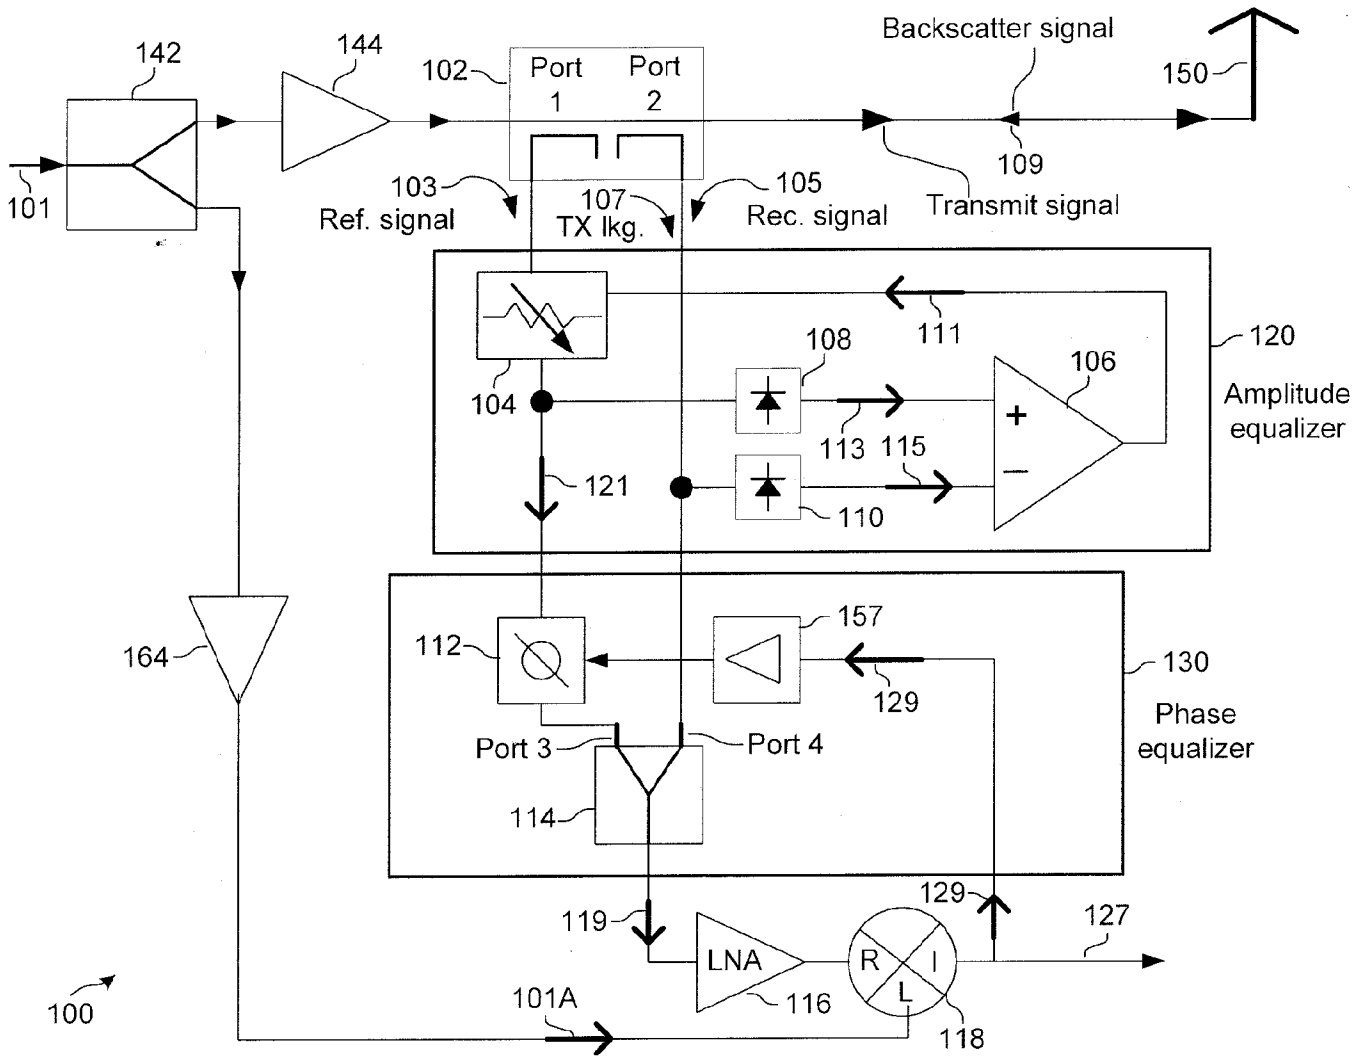 Backscatter signal
142
144
102
Port
1
Port
2
150
101
109
103
105
107
Ref. signal
TX lkg.
Rec. signal
Transmit signal
111
120
108
106
104
Amplitude
equalizer
+
113
115
−
121
110
157
112
164
130
129
Phase
equalizer
Port 3
Port 4
114
129
119
127
LNA
R
I
L
116
101A
118
100